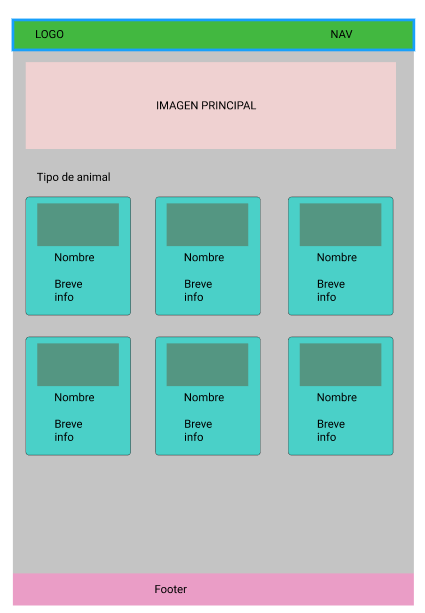 LOGO NAV
IMAGEN PRINCIPAL
Tipo de animal
Nombre
Breve
info
Nombre
Breve
info
Nombre
Breve
info
Nombre
Breve
info
Nombre
Breve
info
Nombre
Breve
info
Footer